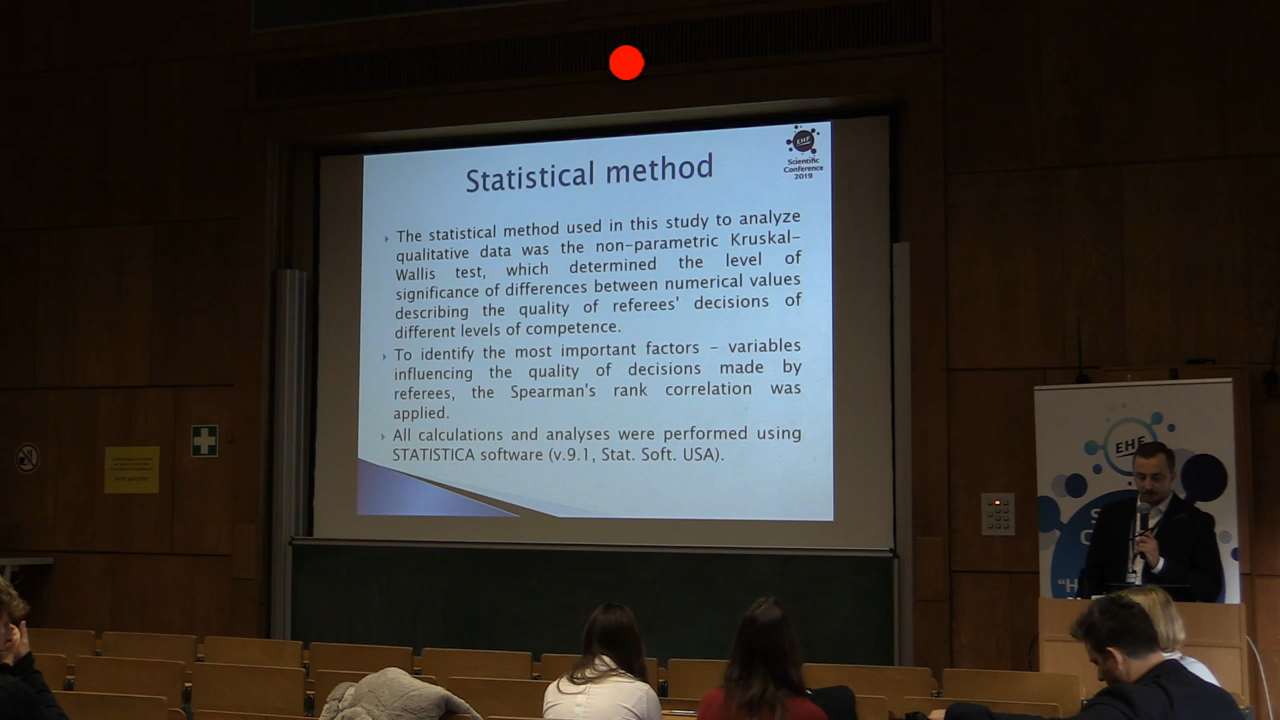 EHF
Scientific
Conference
2019
Statistical method
The statistical method used in this study to analyze
qualitative data was the non-parametric Kruskal-
Wallis test, which determined the level of
significance of differences between numerical values
describing the quality of referees' decisions of
different levels of competence.
To identify the most important factors – variables
influencing the quality of decisions made by
referees, the Spearman's rank correlation was
applied.
All calculations and analyses were performed using
STATISTICA software (v.9.1, Stat. Soft. USA).
EHF